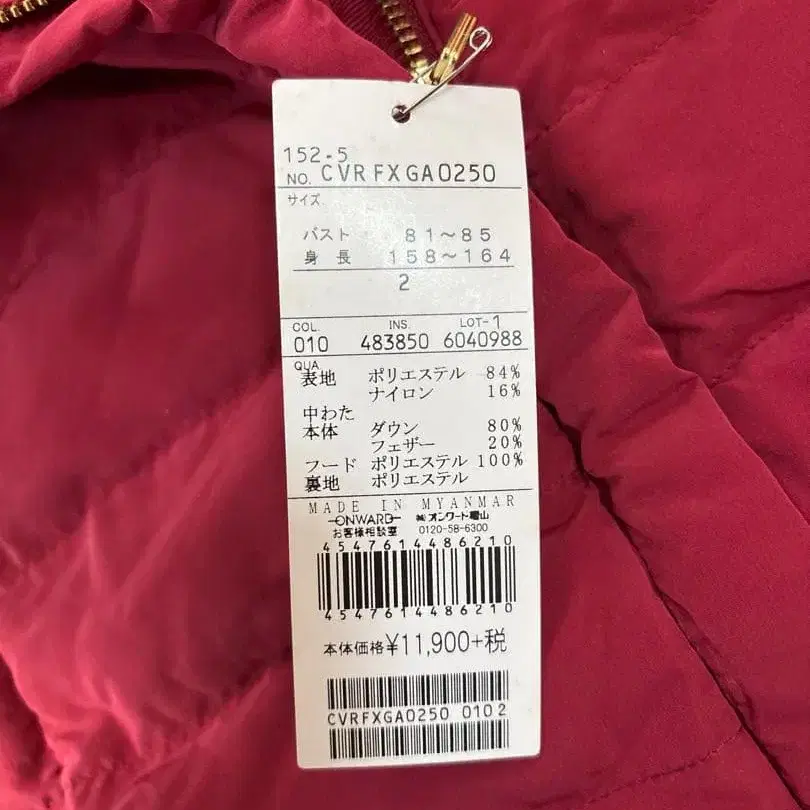 152-5
NO. CVRFXGA0250
サイズ
バスト 81～85
身長 158～164
2
COL. INS. LOT-1
010 483850 6040988
QUA
表地 ポリエステル 84%
ナイロン 16%
中わた
本体 ダウン 80%
フェザー 20%
フード ポリエステル 100%
裏地 ポリエステル
MADE IN MYANMAR
ONWARD ㈱オンワード樫山
お客様相談室 0120-58-6300
4547614486210
4547614486210
本体価格¥11,900+税
CVRFXGA0250 0102